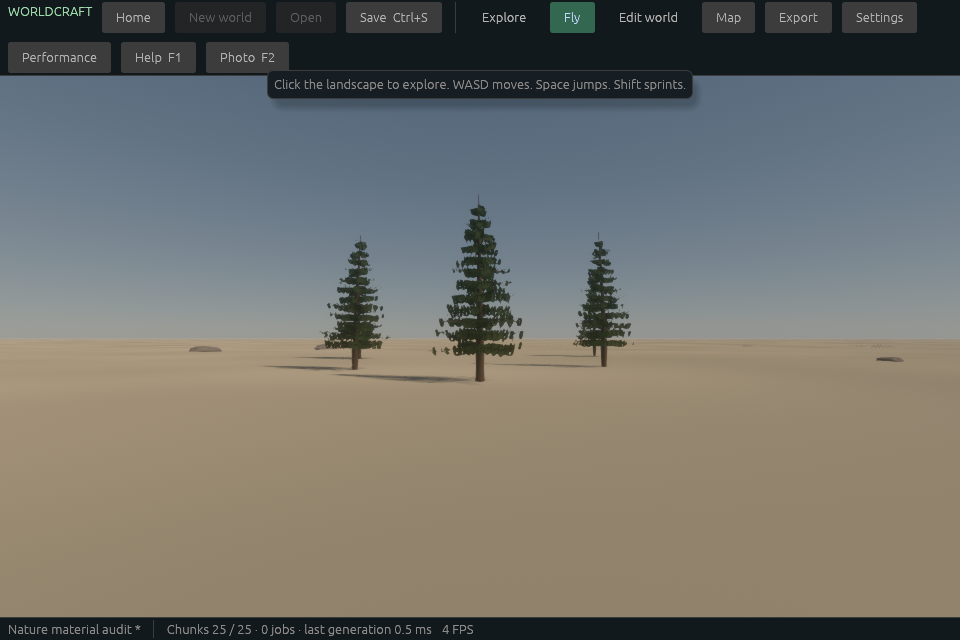 WORLDCRAFT Home New world Open Save Ctrl+S Explore Fly Edit world Map Export Settings
Performance Help F1 Photo F2
Click the landscape to explore. WASD moves. Space jumps. Shift sprints.
Nature material audit * Chunks 25 / 25 · 0 jobs · last generation 0.5 ms 4 FPS